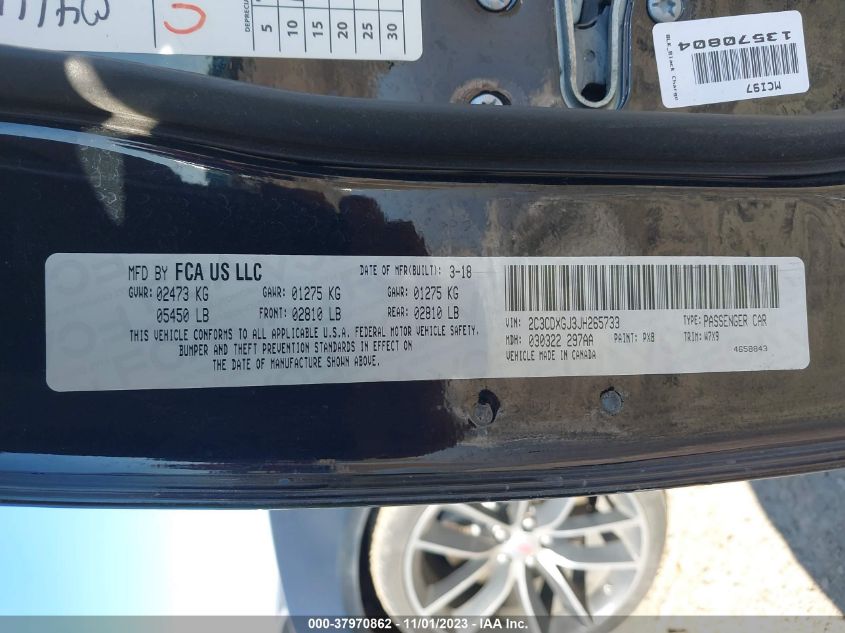 DEPRECIA
5 10 15 20 25 30
BLK_Black_Charge
13570804
MCI97
MFD BY FCA US LLC
DATE OF MFR(BUILT): 3-18
GVWR: 02473 KG GAWR: 01275 KG GAWR: 01275 KG
05450 LB FRONT: 02810 LB REAR: 02810 LB
THIS VEHICLE CONFORMS TO ALL APPLICABLE U.S.A. FEDERAL MOTOR VEHICLE SAFETY,
BUMPER AND THEFT PREVENTION STANDARDS IN EFFECT ON
THE DATE OF MANUFACTURE SHOWN ABOVE.
VIN: 2C3CDXGJ3JH265733 TYPE: PASSENGER CAR
MDH: 030322 297AA PAINT: PX8 TRIM: W7X9
VEHICLE MADE IN CANADA 4658843
000-37970862 - 11/01/2023 - IAA Inc.